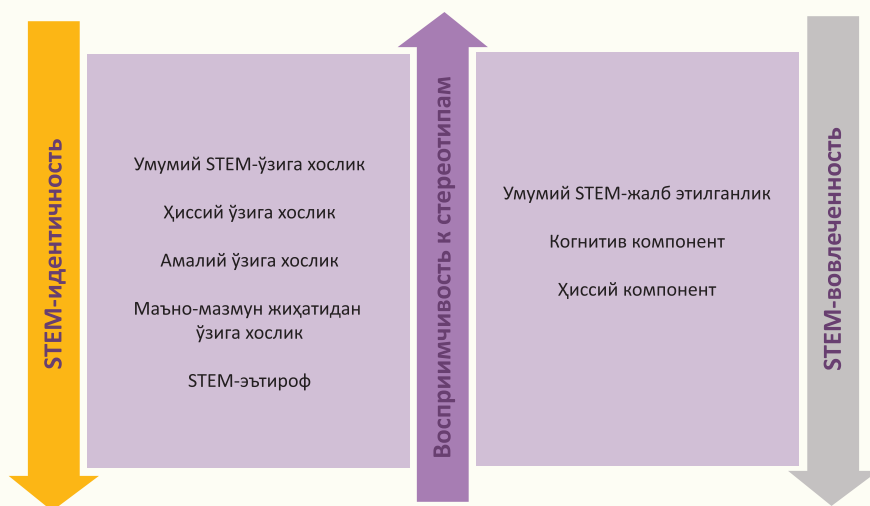 STEM-идентичность
Умумий STEM-ўзига хослик
Ҳиссий ўзига хослик
Амалий ўзига хослик
Маъно-мазмун жиҳатидан
ўзига хослик
STEM-эътироф
Восприимчивость к стереотипам
Умумий STEM-жалб этилганлик
Когнитив компонент
Ҳиссий компонент
STEM-вовлеченность